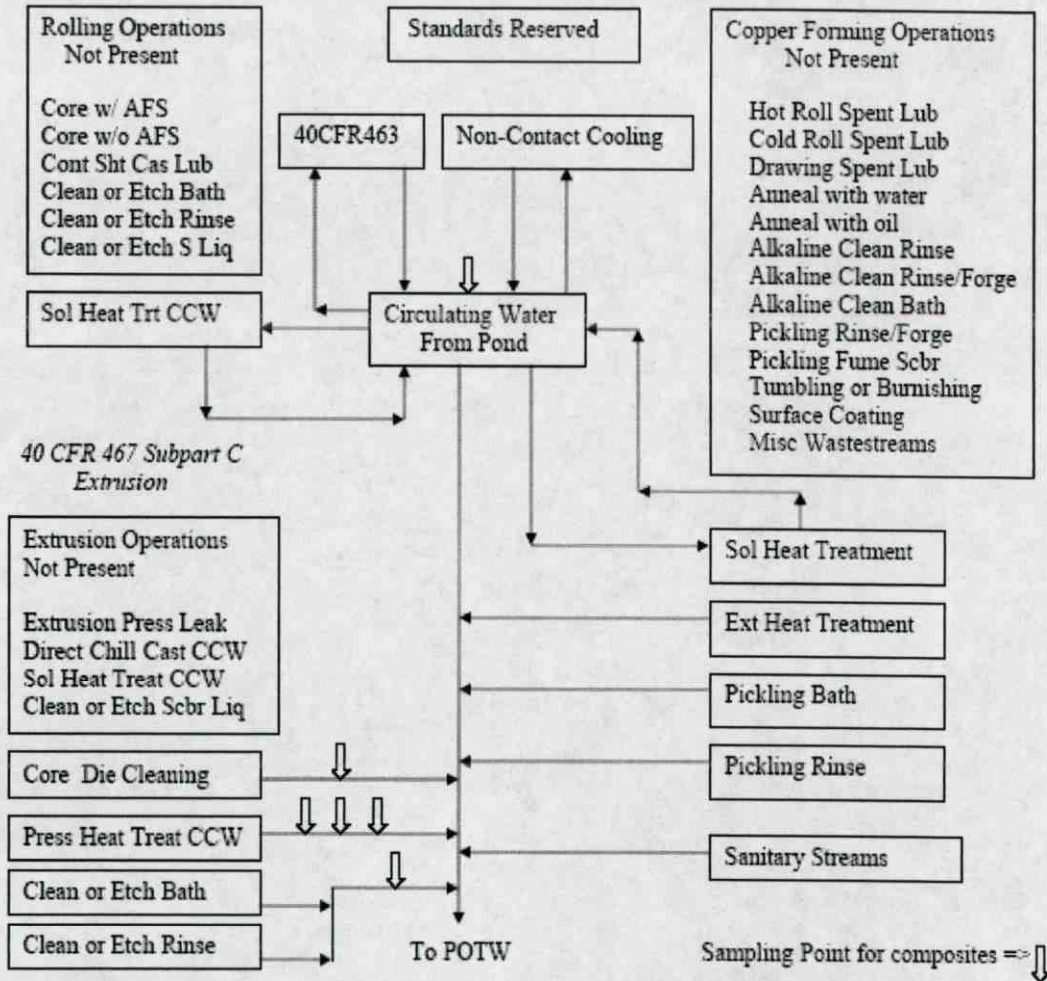 Rolling Operations
Not Present
Core w/ AFS
Core w/o AFS
Cont Sht Cas Lub
Clean or Etch Bath
Clean or Etch Rinse
Clean or Etch S Liq
Standards Reserved
Copper Forming Operations
Not Present
Hot Roll Spent Lub
Cold Roll Spent Lub
Drawing Spent Lub
Anneal with water
Anneal with oil
Alkaline Clean Rinse
Alkaline Clean Rinse/Forge
Alkaline Clean Bath
Pickling Rinse/Forge
Pickling Fume Scbr
Tumbling or Burnishing
Surface Coating
Misc Wastestreams
40CFR463
Non-Contact Cooling
Sol Heat Trt CCW
Circulating Water
From Pond
40 CFR 467 Subpart C
Extrusion
Extrusion Operations
Not Present
Extrusion Press Leak
Direct Chill Cast CCW
Sol Heat Treat CCW
Clean or Etch Scbr Liq
Sol Heat Treatment
Ext Heat Treatment
Pickling Bath
Core Die Cleaning
Pickling Rinse
Press Heat Treat CCW
Sanitary Streams
Clean or Etch Bath
Clean or Etch Rinse
To POTW
Sampling Point for composites =>